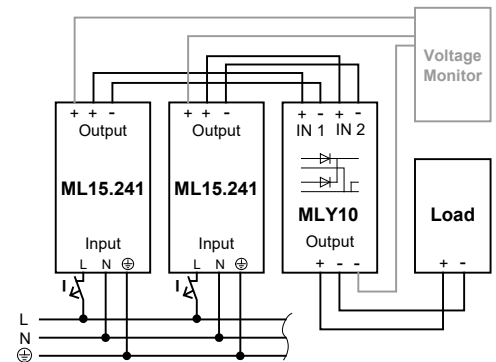 Voltage
Monitor
+ + -
Output
ML15.241
Input
L N ⏚
I
+ + -
Output
ML15.241
Input
L N ⏚
I
+ - + -
IN 1 IN 2
MLY10
Output
+ - -
Load
+ -
L
N
⏚